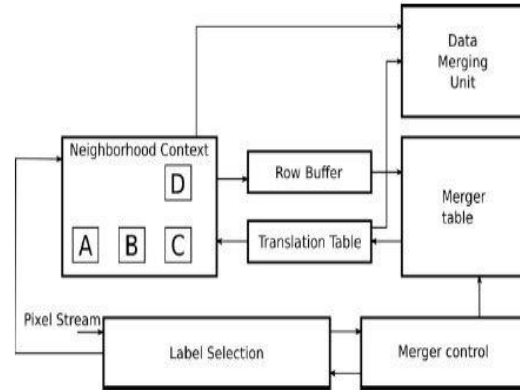 Data
Merging
Unit
Neighborhood Context
D
A B C
Row Buffer
Translation Table
Merger
table
Pixel Stream
Label Selection
Merger control